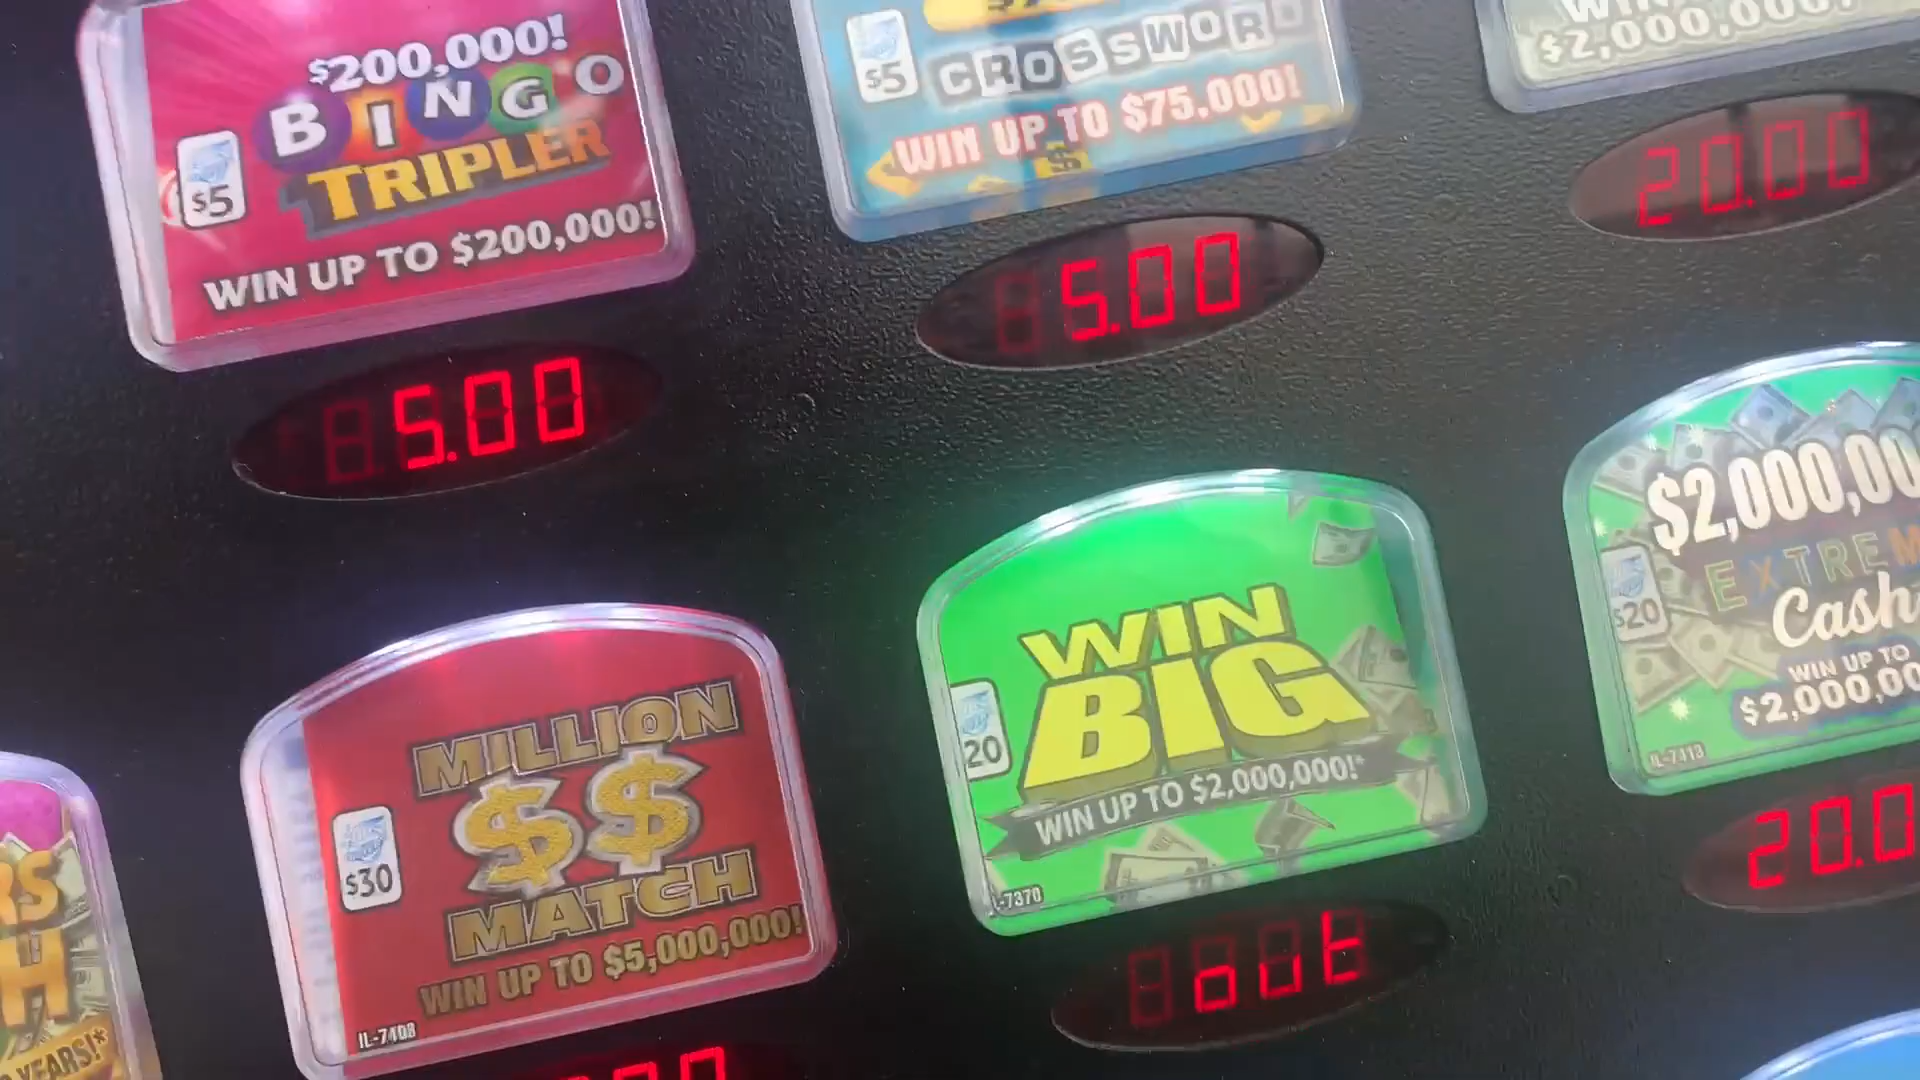 $200,000!
BINGO
TRIPLER
$5
WIN UP TO $200,000!
5.00
$5
CROSSWORD
WIN UP TO $75,000!
5.00
WIN
$2,000,000!
20.00
MILLION
$$
MATCH
$30
WIN UP TO $5,000,000!
IL-7408
WIN
BIG
20
WIN UP TO $2,000,000!*
-7370
out
$2,000,00
EXTREM
Cash
$20
WIN UP TO
$2,000,00
IL-7413
20.0
RS
H
YEARS!*